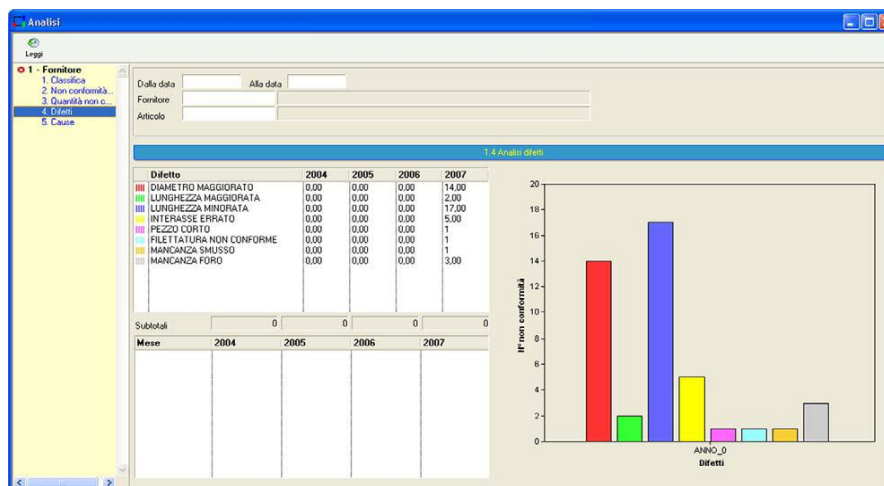 Analisi
Leggi
1 - Fornitore
1. Classifica
2. Non conformità...
3. Quantità non c...
4. Difetti
5. Cause
Dalla data Alla data
Fornitore
Articolo
1.4 Analisi difetti
Difetto 2004 2005 2006 2007
DIAMETRO MAGGIORATO 0,00 0,00 0,00 14,00
LUNGHEZZA MAGGIORATA 0,00 0,00 0,00 2,00
LUNGHEZZA MINORATA 0,00 0,00 0,00 17,00
INTERASSE ERRATO 0,00 0,00 0,00 5,00
PEZZO CORTO 0,00 0,00 0,00 1
FILETTATURA NON CONFORME 0,00 0,00 0,00 1
MANCANZA SMUSSO 0,00 0,00 0,00 1
MANCANZA FORO 0,00 0,00 0,00 3,00
Subtotali 0 0 0 0
Mese 2004 2005 2006 2007
20
18
16
14
12
10
8
6
4
2
0
N° non conformità
ANNO_0
Difetti